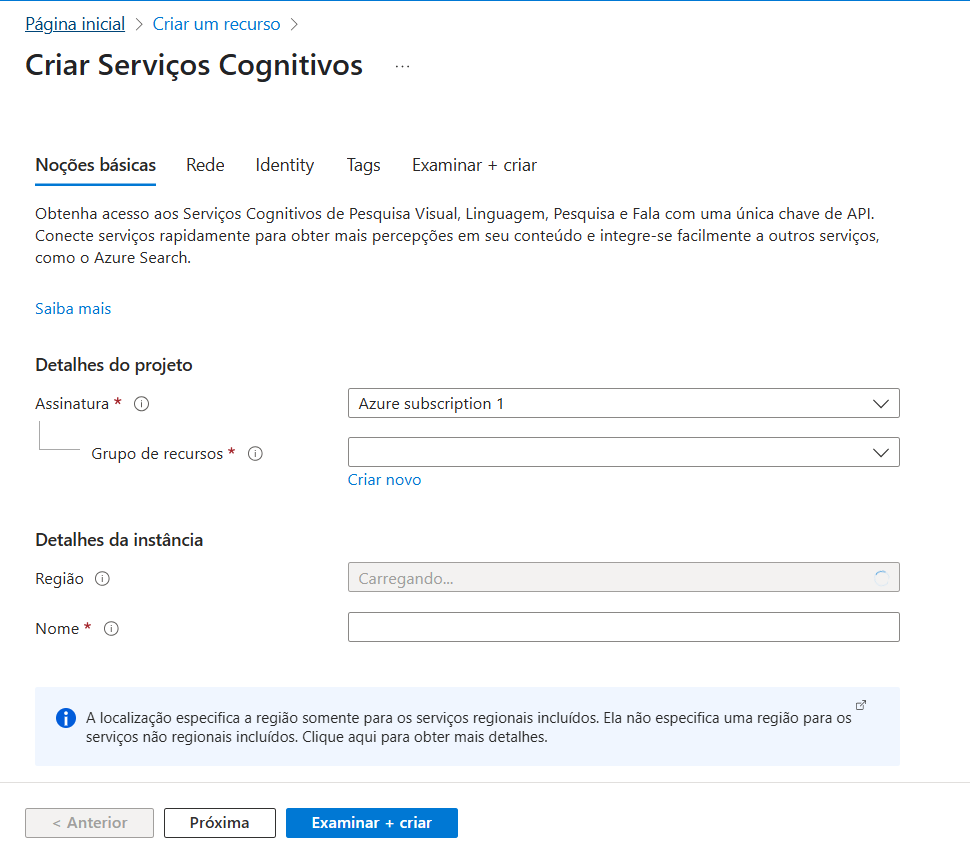 Página inicial > Criar um recurso >
Criar Serviços Cognitivos ...
Noções básicas Rede Identity Tags Examinar + criar
Obtenha acesso aos Serviços Cognitivos de Pesquisa Visual, Linguagem, Pesquisa e Fala com uma única chave de API.
Conecte serviços rapidamente para obter mais percepções em seu conteúdo e integre-se facilmente a outros serviços,
como o Azure Search.
Saiba mais
Detalhes do projeto
Assinatura * Azure subscription 1
Grupo de recursos *
Criar novo
Detalhes da instância
Região Carregando...
Nome *
A localização especifica a região somente para os serviços regionais incluídos. Ela não especifica uma região para os
serviços não regionais incluídos. Clique aqui para obter mais detalhes.
< Anterior Próxima Examinar + criar